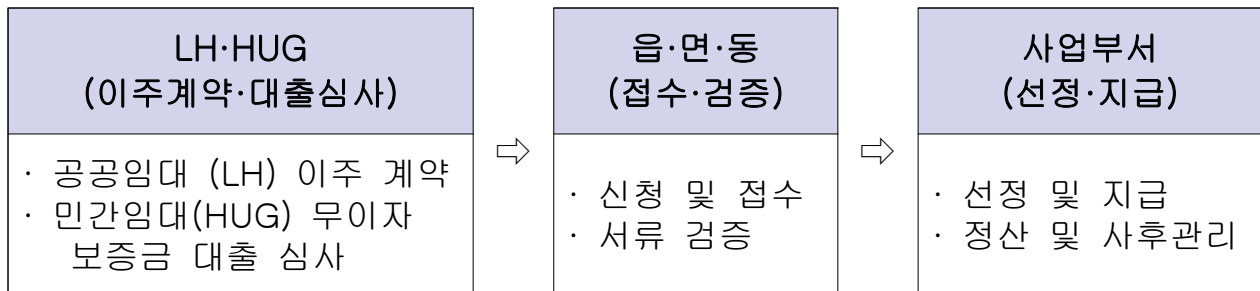 LH·HUG
(이주계약·대출심사)
· 공공임대 (LH) 이주 계약
· 민간임대(HUG) 무이자
보증금 대출 심사
⇨
읍·면·동
(접수·검증)
· 신청 및 접수
· 서류 검증
⇨
사업부서
(선정·지급)
· 선정 및 지급
· 정산 및 사후관리